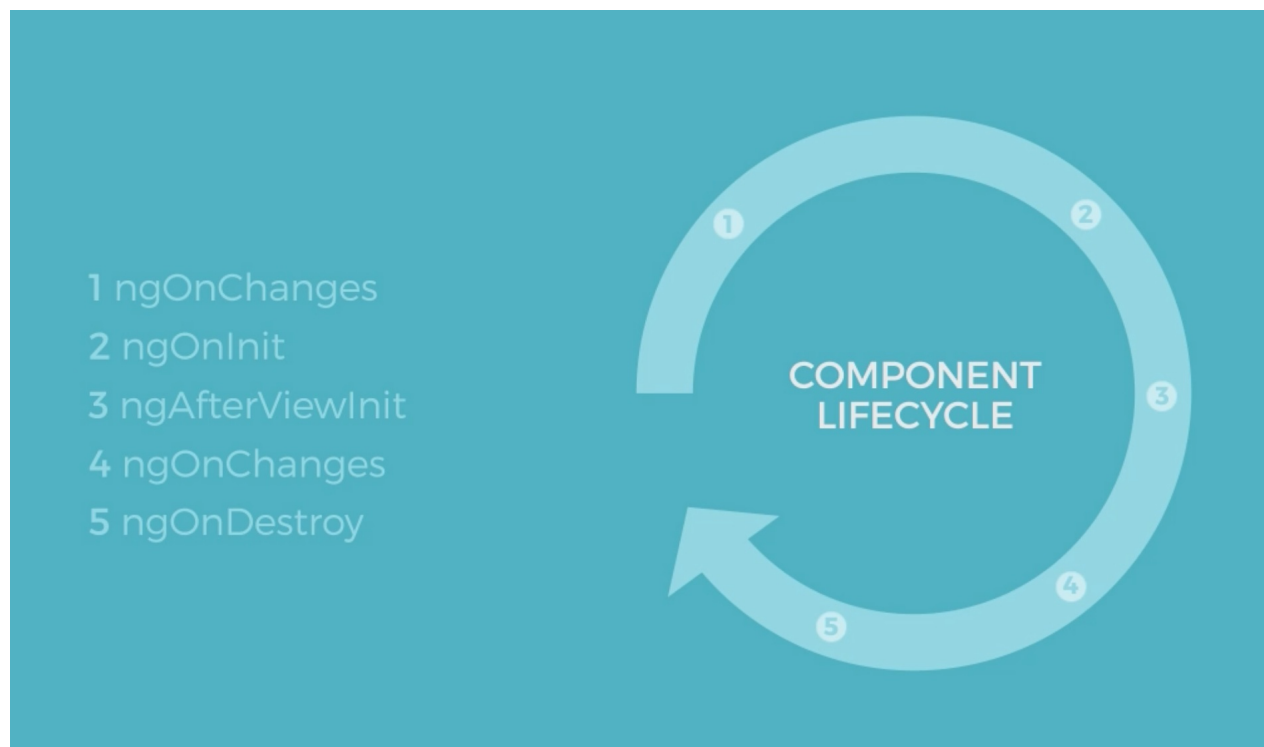 1 ngOnChanges
2 ngOnInit
3 ngAfterViewInit
4 ngOnChanges
5 ngOnDestroy
1
2
COMPONENT
LIFECYCLE
3
4
5